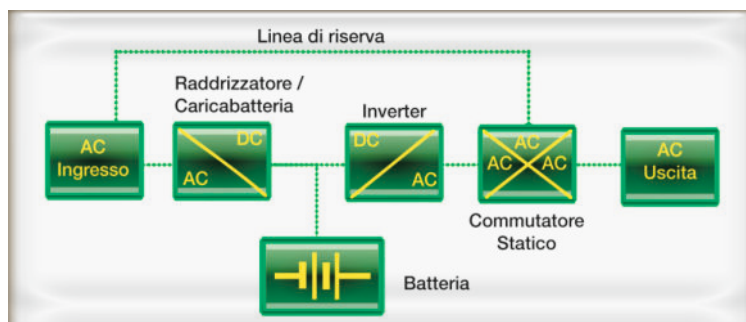 Linea di riserva
Raddrizzatore /
Caricabatteria
Inverter
AC
Ingresso
DC
AC
DC
AC
AC
AC
AC
AC
Uscita
Commutatore
Statico
Batteria